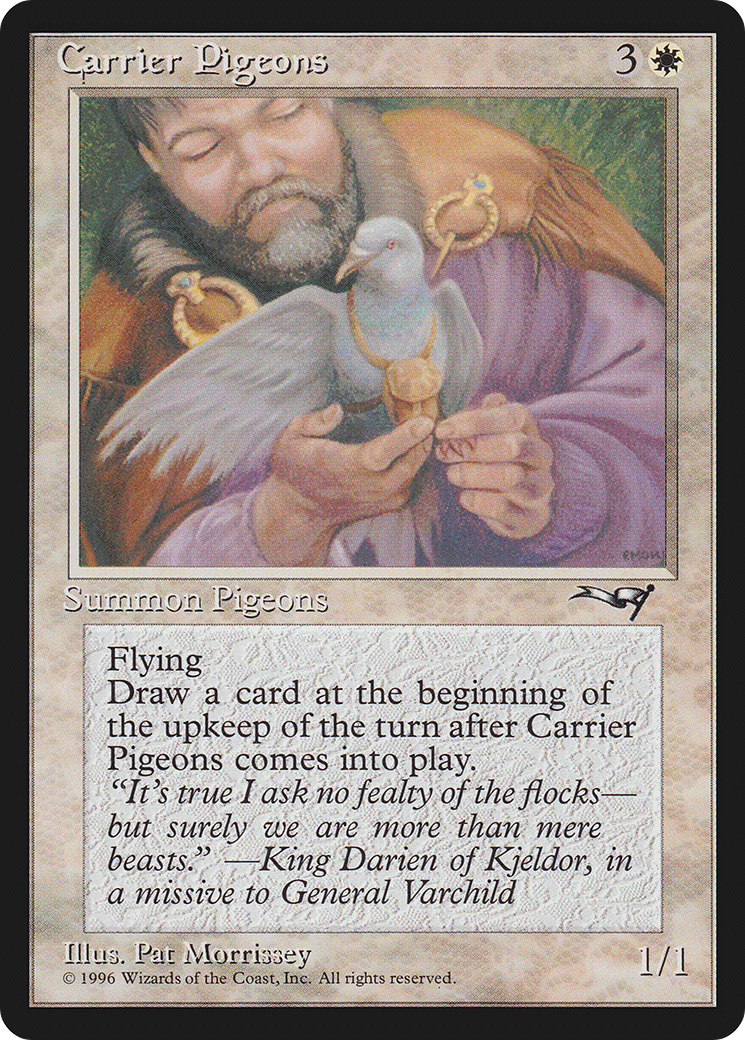 Carrier Pigeons 3
Summon Pigeons
Flying
Draw a card at the beginning of
the upkeep of the turn after Carrier
Pigeons comes into play.
“It’s true I ask no fealty of the flocks—
but surely we are more than mere
beasts.” —King Darien of Kjeldor, in
a missive to General Varchild
Illus. Pat Morrissey
1/1
© 1996 Wizards of the Coast, Inc. All rights reserved.